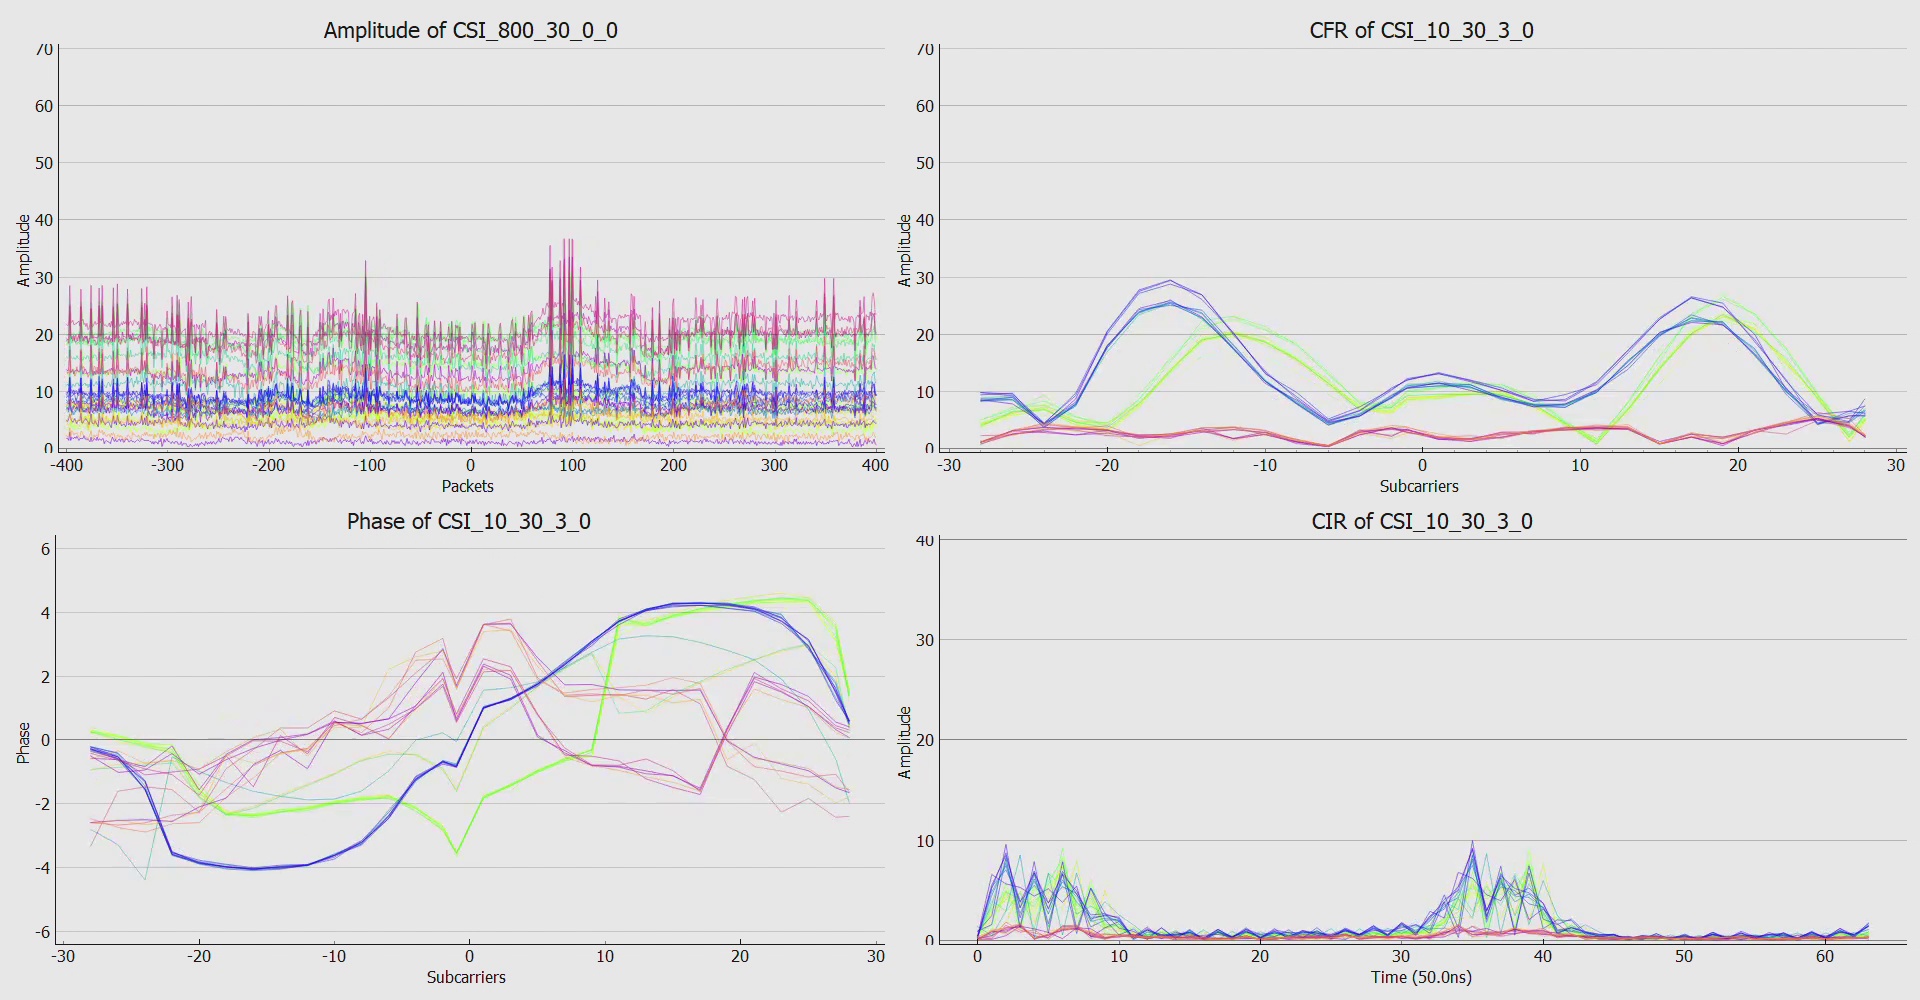 Amplitude of CSI_800_30_0_0
70
60
50
40
30
20
10
0
Amplitude
-400 -300 -200 -100 0 100 200 300 400
Packets
CFR of CSI_10_30_3_0
70
60
50
40
30
20
10
0
Amplitude
-30 -20 -10 0 10 20 30
Subcarriers
Phase of CSI_10_30_3_0
6
4
2
0
-2
-4
-6
Phase
-30 -20 -10 0 10 20 30
Subcarriers
CIR of CSI_10_30_3_0
40
30
20
10
0
Amplitude
0 10 20 30 40 50 60
Time (50.0ns)